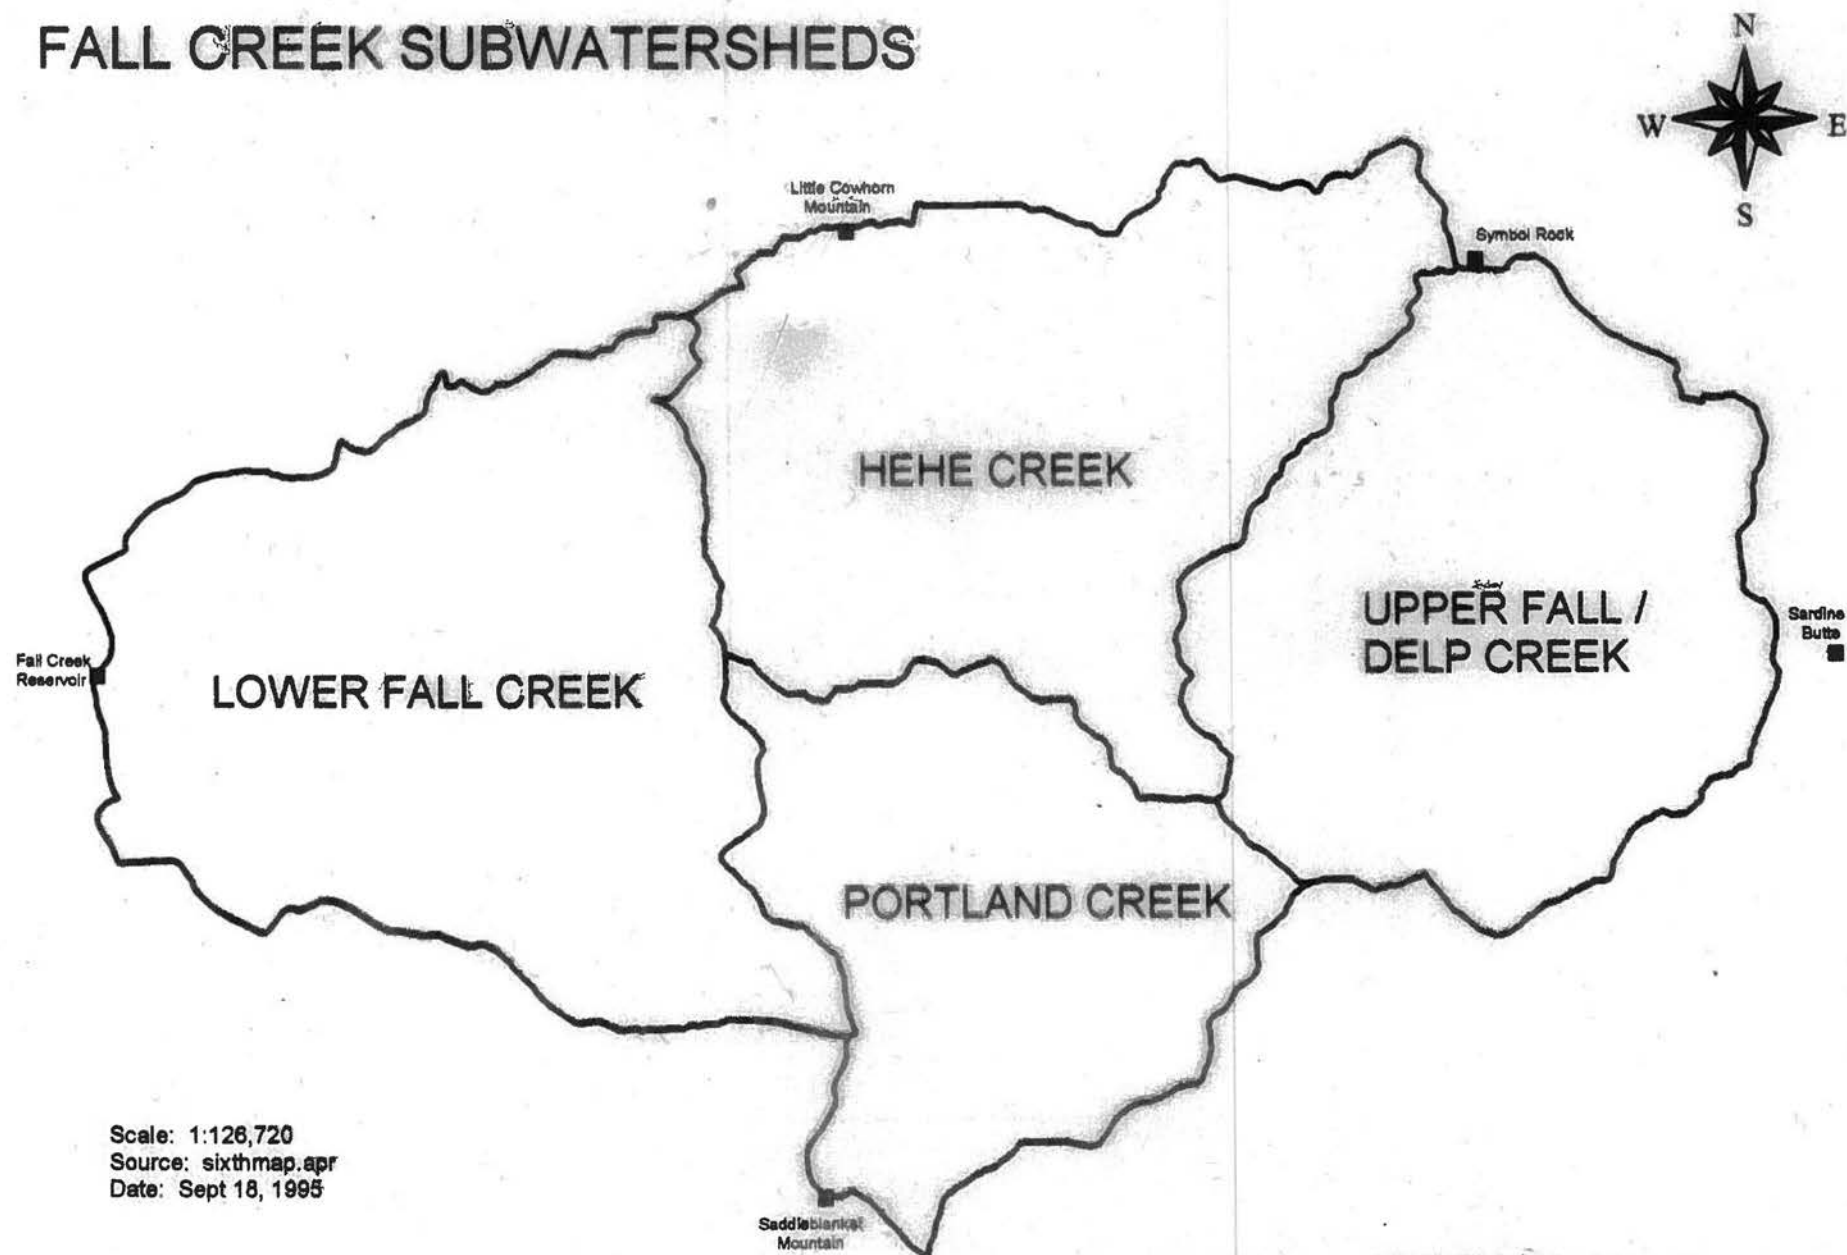 FALL CREEK SUBWATERSHEDS
N
W E
S
Little Cowhorn
Mountain
Symbol Rock
HEHE CREEK
UPPER FALL /
DELP CREEK
Sardine
Butte
Fall Creek
Reservoir
LOWER FALL CREEK
PORTLAND CREEK
Scale: 1:126,720
Source: sixthmap.apr
Date: Sept 18, 1995
Saddleblanket
Mountain